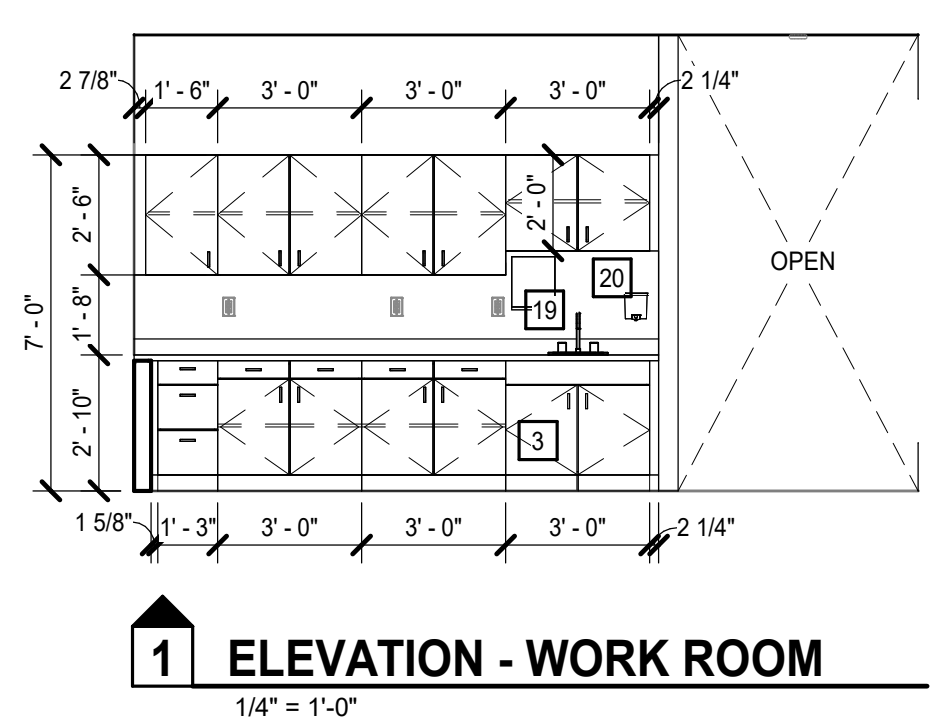 2 7/8" 1' - 6" 3' - 0" 3' - 0" 3' - 0" 2 1/4"
2' - 6"
2' - 0"
OPEN
20
19
1' - 8"
7' - 0"
2' - 10"
3
1 5/8" 1' - 3" 3' - 0" 3' - 0" 3' - 0" 2 1/4"
1 ELEVATION - WORK ROOM
1/4" = 1'-0"